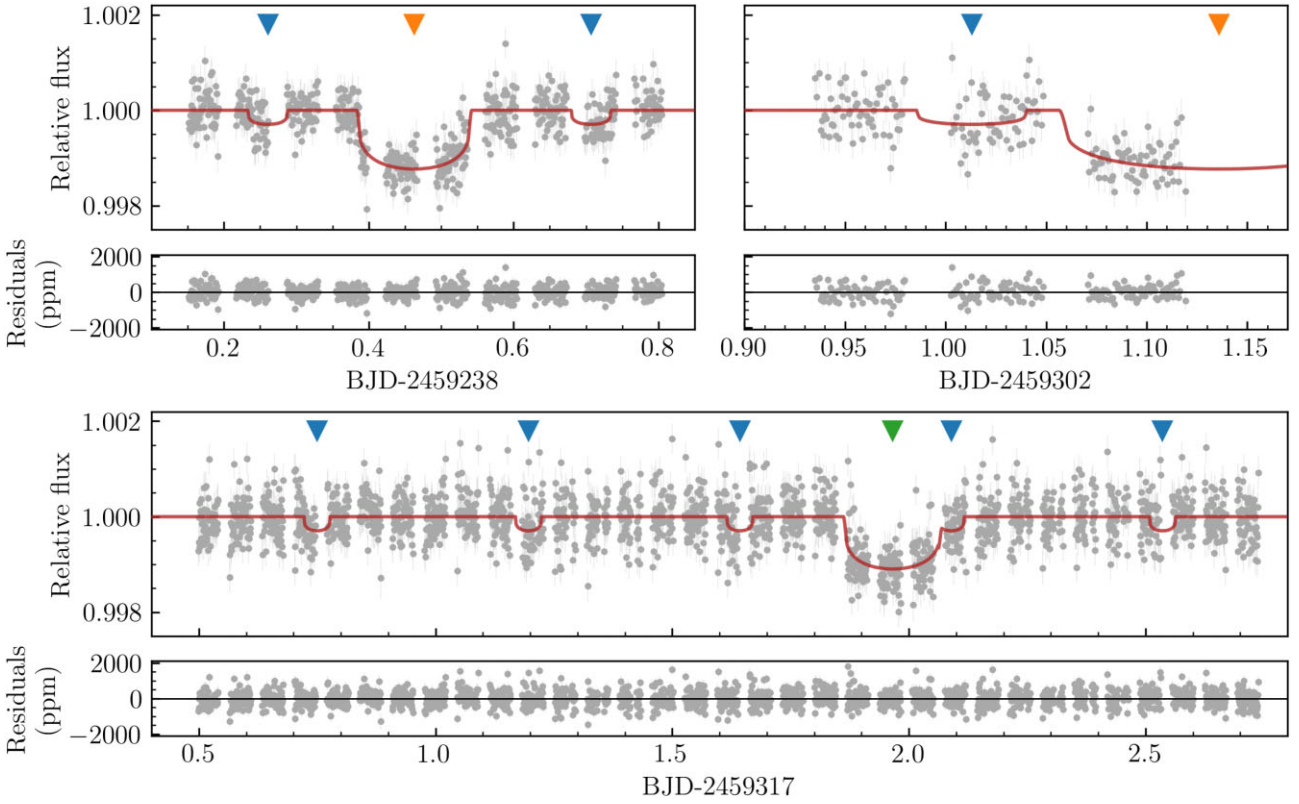 1.002
1.000
0.998
Relative flux
2000
0
−2000
Residuals
(ppm)
0.2 0.4 0.6 0.8
BJD-2459238
0.90 0.95 1.00 1.05 1.10 1.15
BJD-2459302
1.002
1.000
0.998
Relative flux
2000
0
−2000
Residuals
(ppm)
0.5 1.0 1.5 2.0 2.5
BJD-2459317